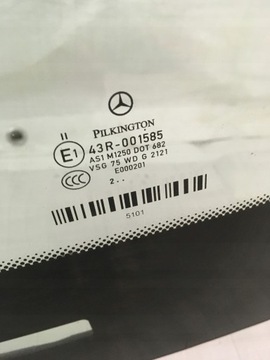 PILKINGTON
II
E1 43R-001585
AS1 M1250 DOT 682
VSG 75 WD G 2121
E000201
CCC 2..
5101